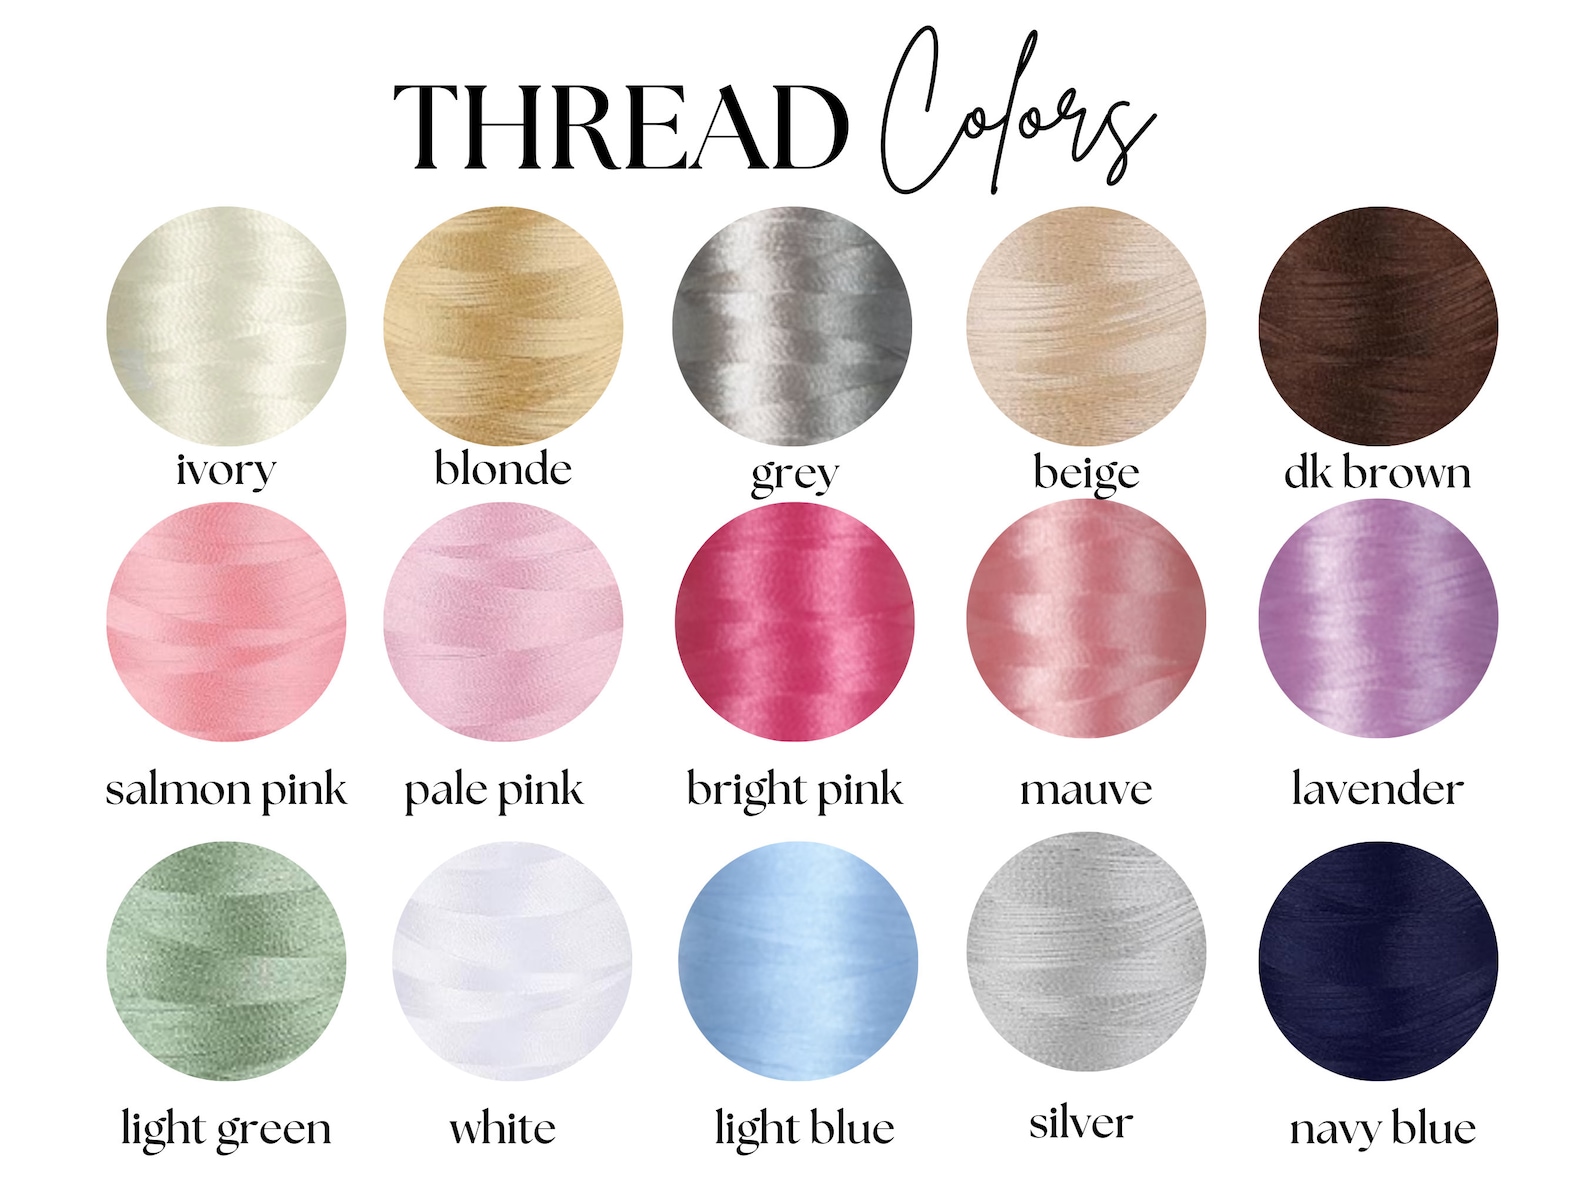 THREAD Colors
ivory blonde grey beige dk brown
salmon pink pale pink bright pink mauve lavender
light green white light blue silver navy blue